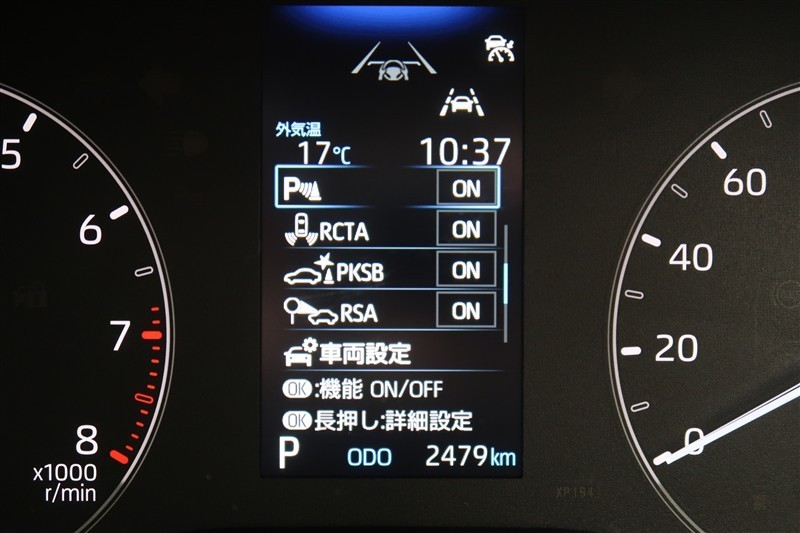 外気温
17℃ 10:37
P ON
RCTA ON
PKSB ON
RSA ON
車両設定
OK:機能 ON/OFF
OK長押し:詳細設定
P ODO 2479km
5
6
7
8
x1000
r/min
60
40
20
0
XP194